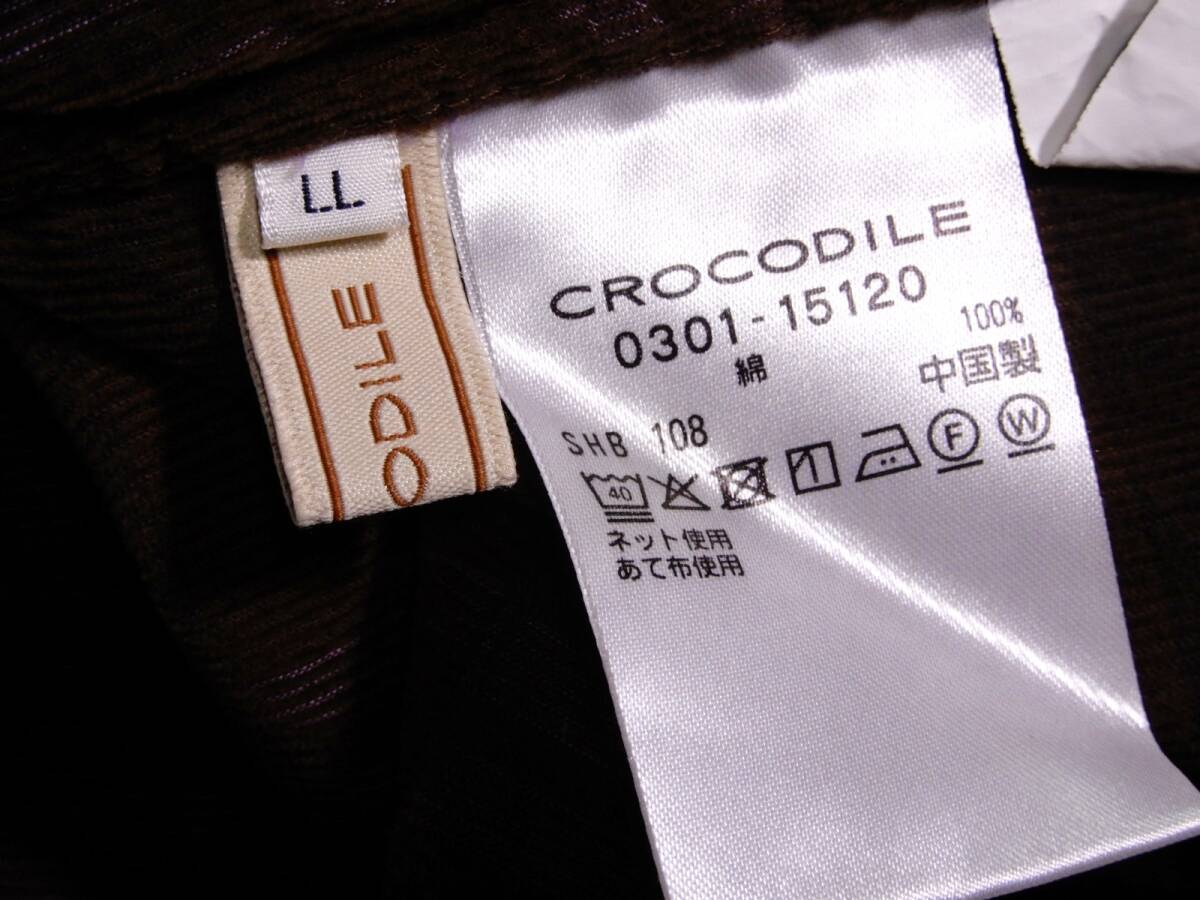 LL
ODILE
CROCODILE
0301-15120
綿 100%
中国製
SHB 108
40
F
W
ネット使用
あて布使用